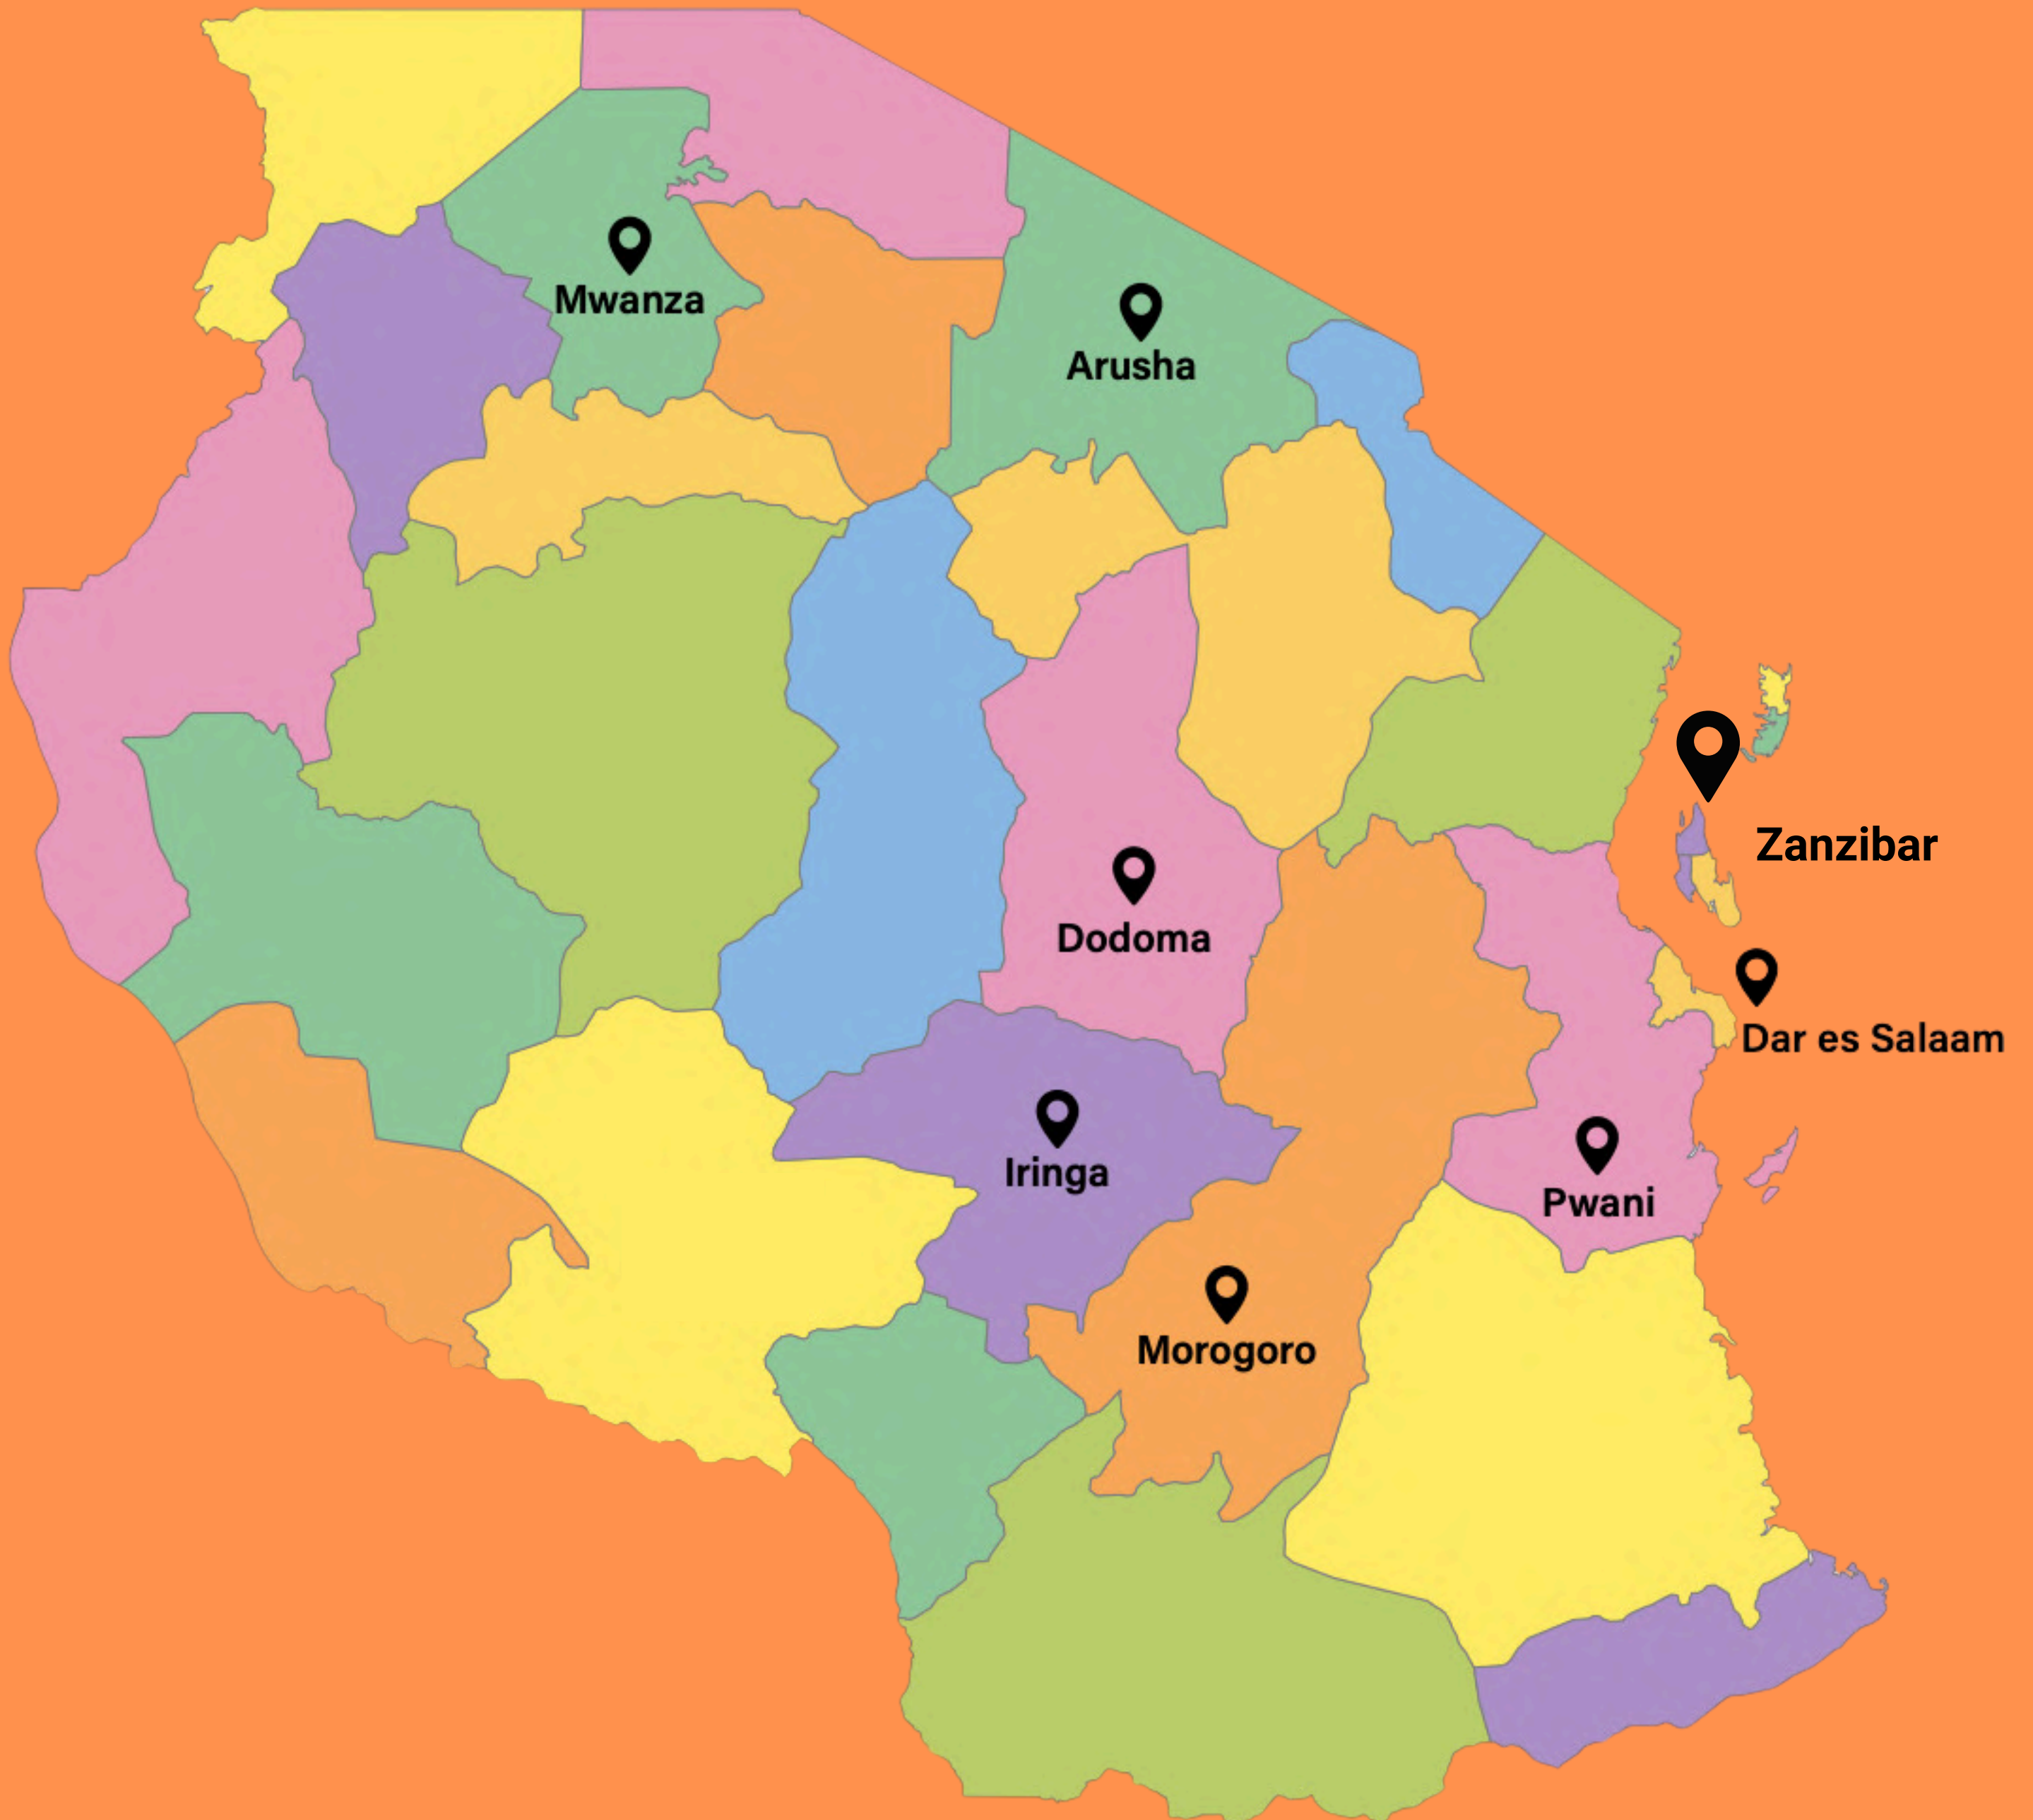 Mwanza
Arusha
Zanzibar
Dodoma
Dar es Salaam
Iringa
Pwani
Morogoro